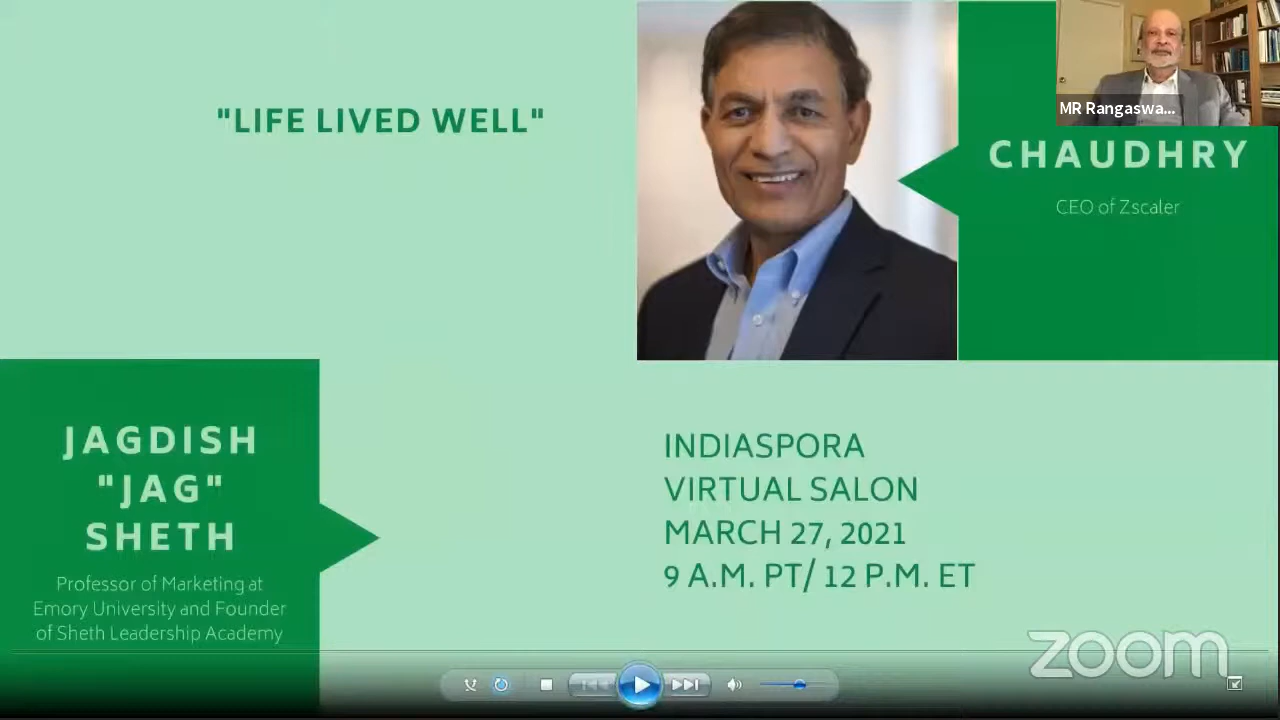 "LIFE LIVED WELL"
MR Rangaswa...
CHAUDHRY
CEO of Zscaler
JAGDISH
"JAG"
SHETH
Professor of Marketing at
Emory University and Founder
of Sheth Leadership Academy
INDIASPORA
VIRTUAL SALON
MARCH 27, 2021
9 A.M. PT/ 12 P.M. ET
zoom